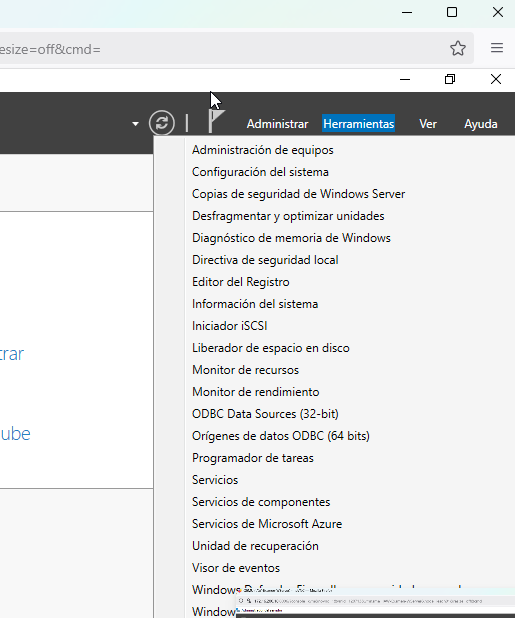 esize=off&cmd=
Administrar Herramientas Ver Ayuda
Administración de equipos
Configuración del sistema
Copias de seguridad de Windows Server
Desfragmentar y optimizar unidades
Diagnóstico de memoria de Windows
Directiva de seguridad local
Editor del Registro
Información del sistema
Iniciador iSCSI
trar
Liberador de espacio en disco
Monitor de recursos
Monitor de rendimiento
ODBC Data Sources (32-bit)
ube
Orígenes de datos ODBC (64 bits)
Programador de tareas
Servicios
Servicios de componentes
Servicios de Microsoft Azure
Unidad de recuperación
Visor de eventos
Windows
Window